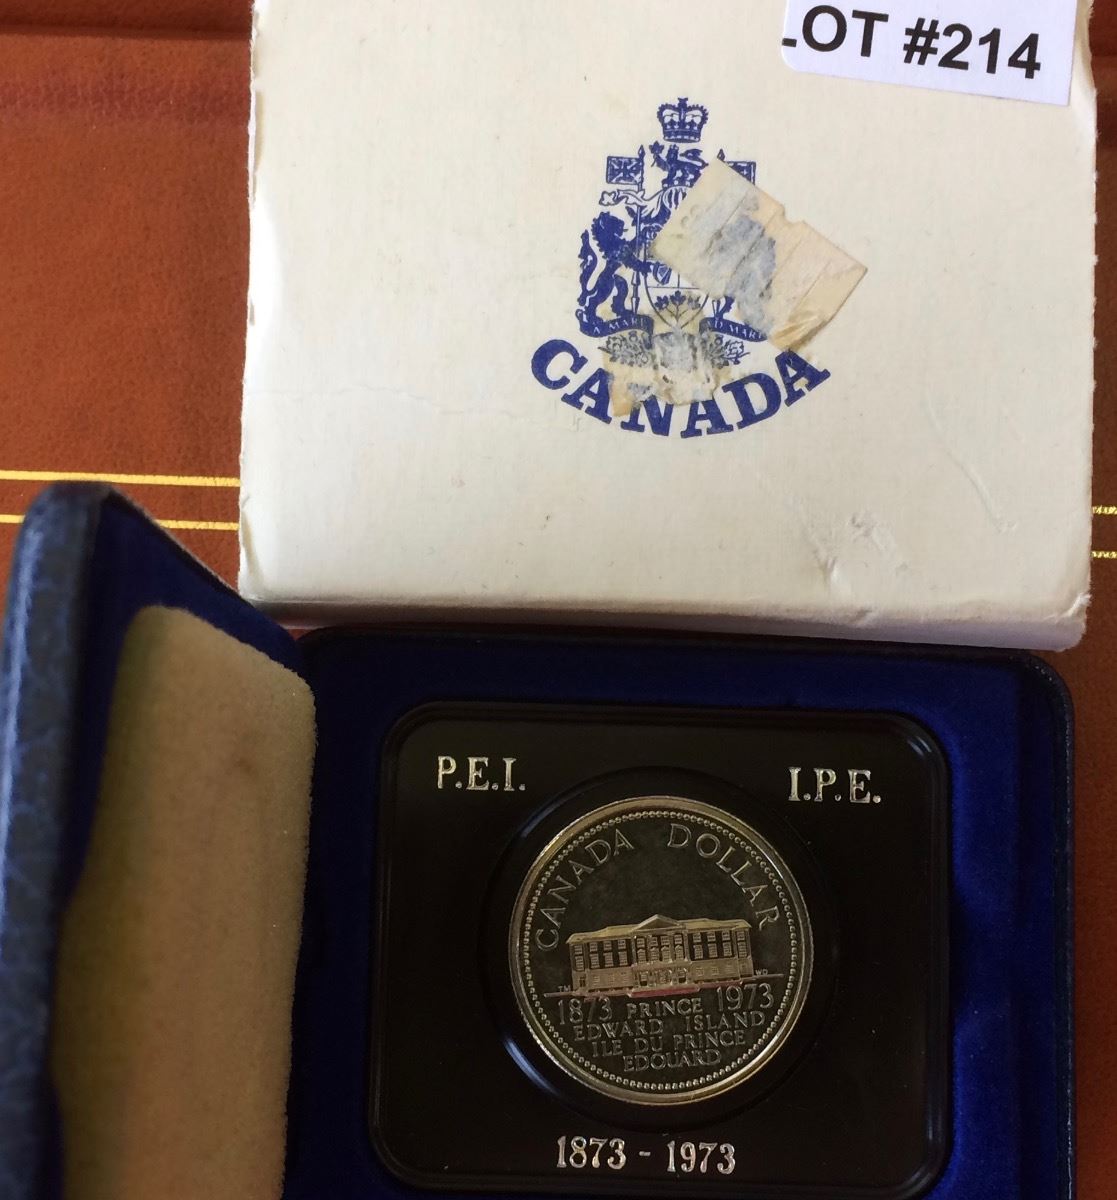 LOT #214
A MARI AD MARE
CANADA
P.E.I. I.P.E.
CANADA DOLLAR
TM WD
1873 PRINCE 1973
EDWARD ISLAND
ILE DU PRINCE
EDOUARD
1873 - 1973